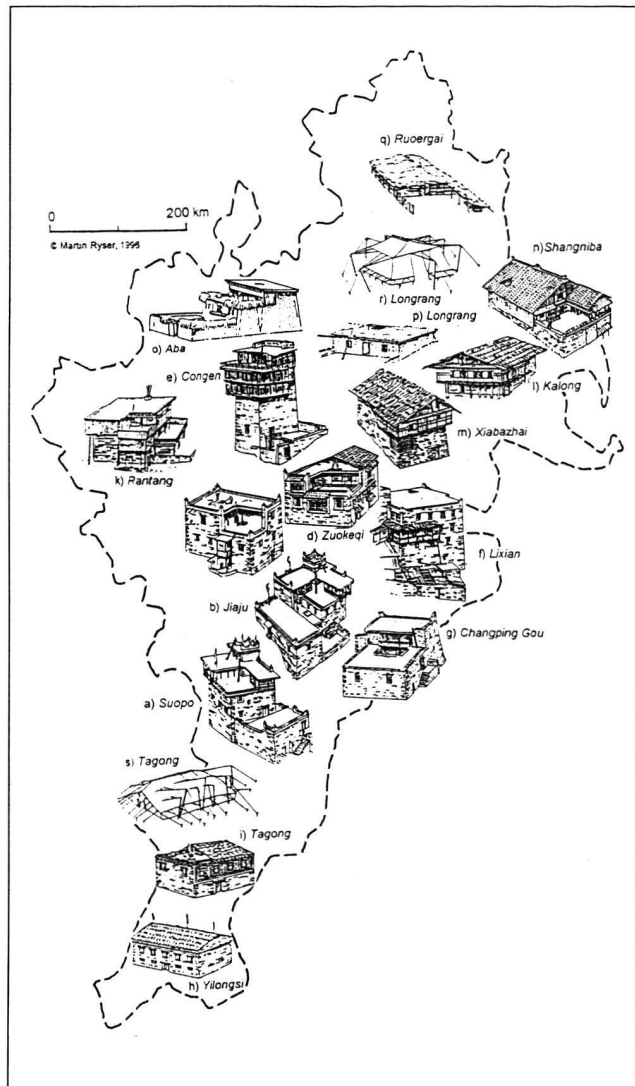 q) Ruoergai
0 200 km
© Martin Ryser, 1996
n) Shangniba
r) Longrang
p) Longrang
o) Aba
e) Congen
l) Kalong
m) Xiabazhai
k) Rantang
d) Zuokeqi
f) Lixian
b) Jiaju
g) Changping Gou
a) Suopo
s) Tagong
i) Tagong
h) Yilongsi